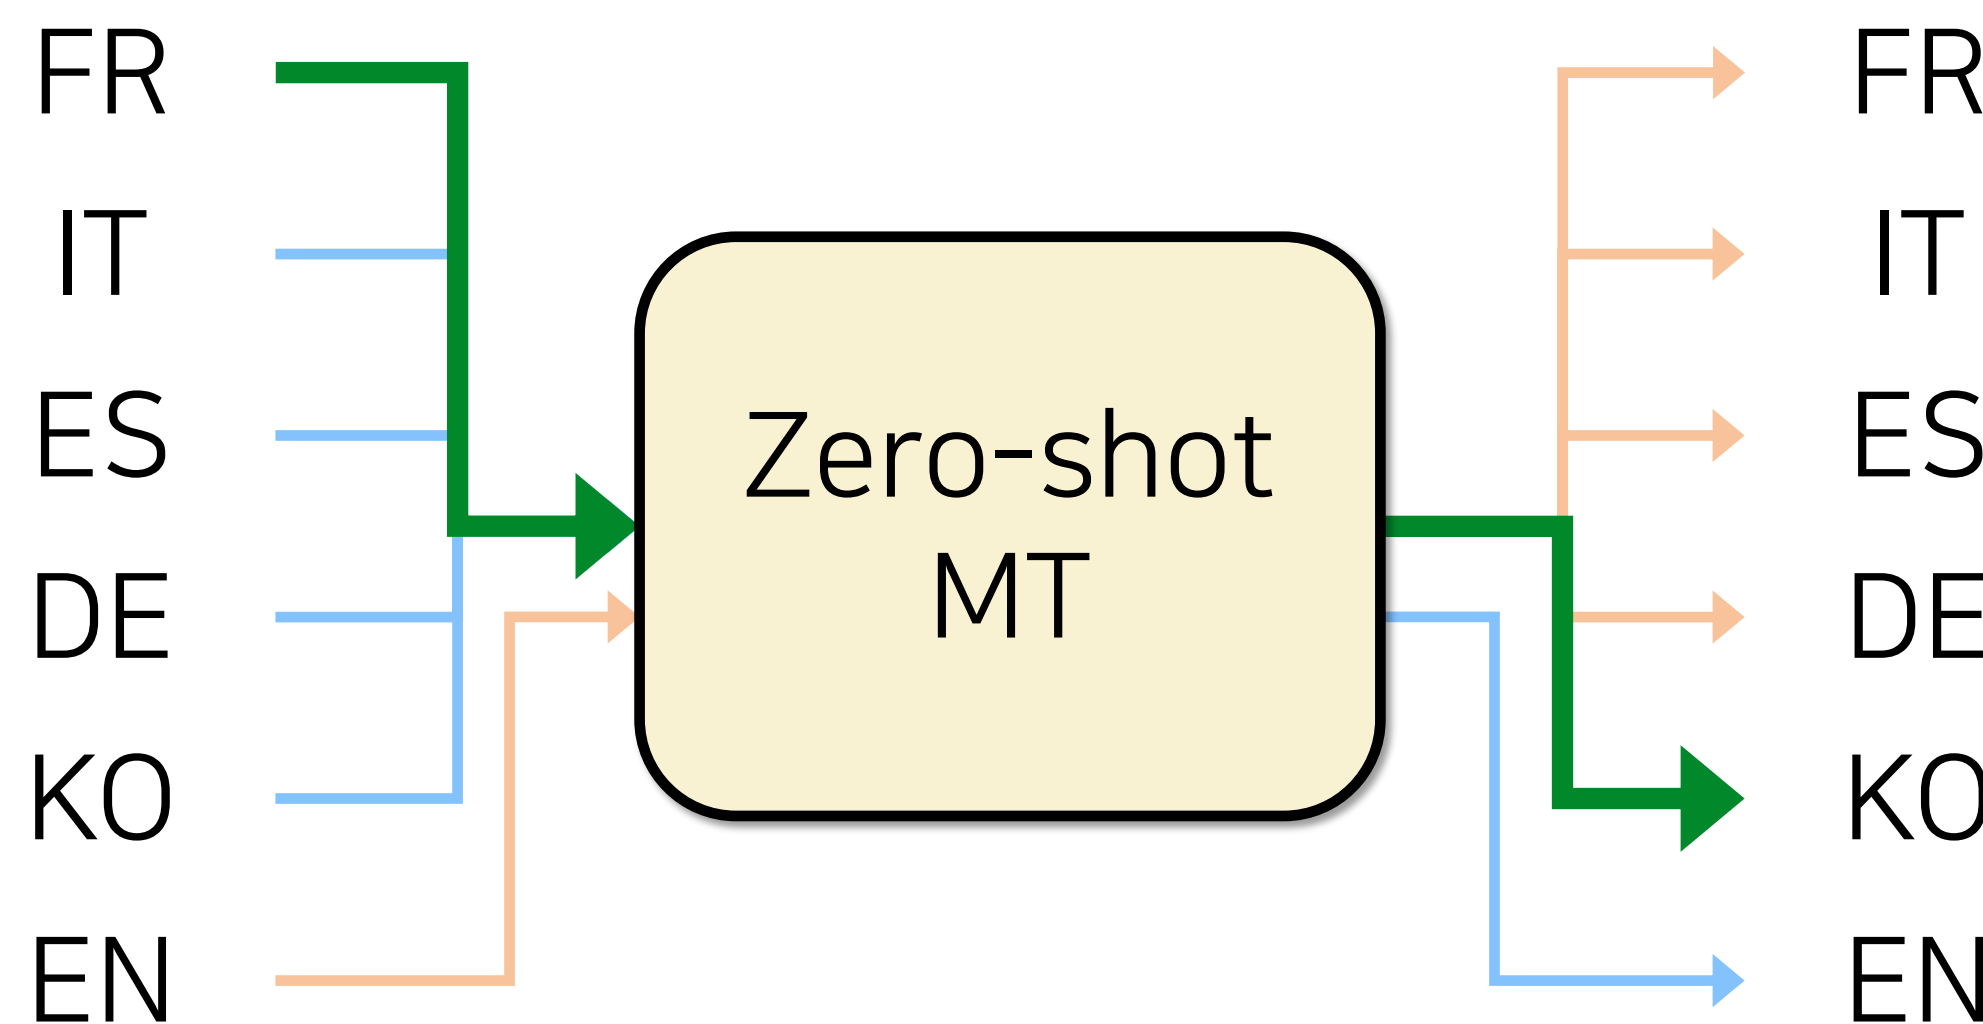 FR
IT
ES
DE
KO
EN
Zero-shot
MT
FR
IT
ES
DE
KO
EN